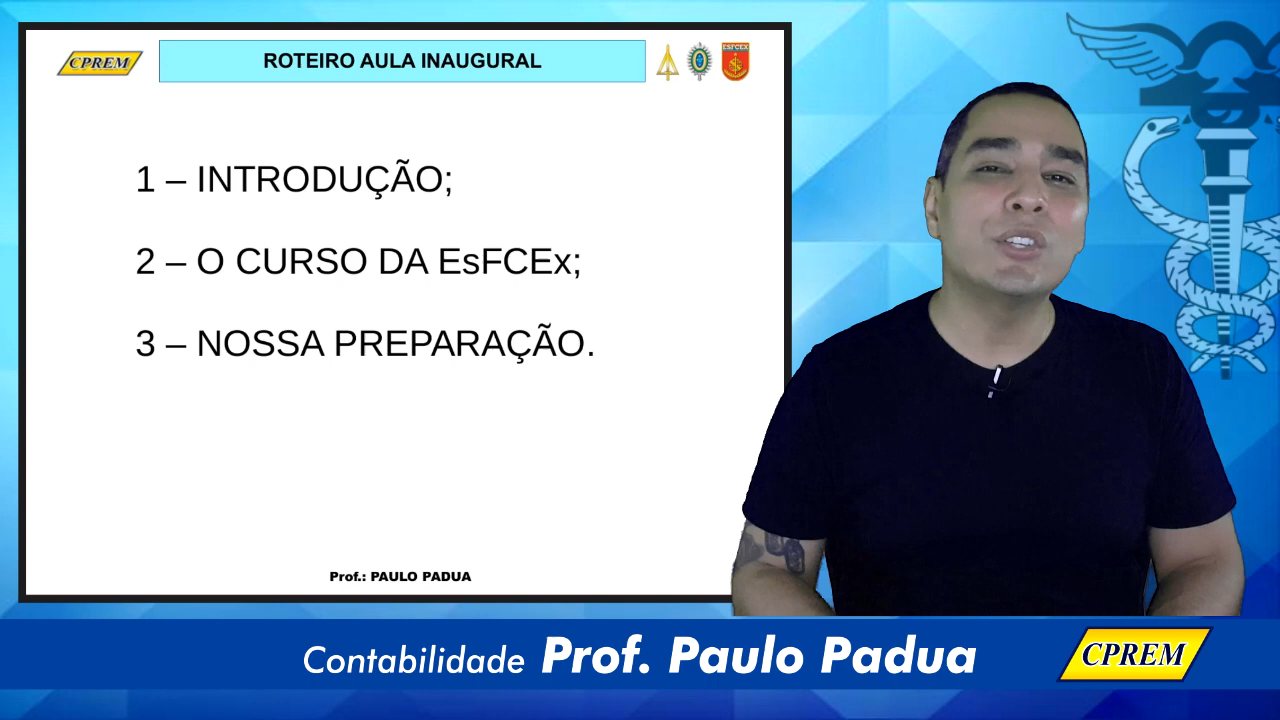 CPREM
ROTEIRO AULA INAUGURAL
ESFCEX
1 – INTRODUÇÃO;
2 – O CURSO DA EsFCEx;
3 – NOSSA PREPARAÇÃO.
Prof.: PAULO PADUA
Contabilidade Prof. Paulo Padua
CPREM